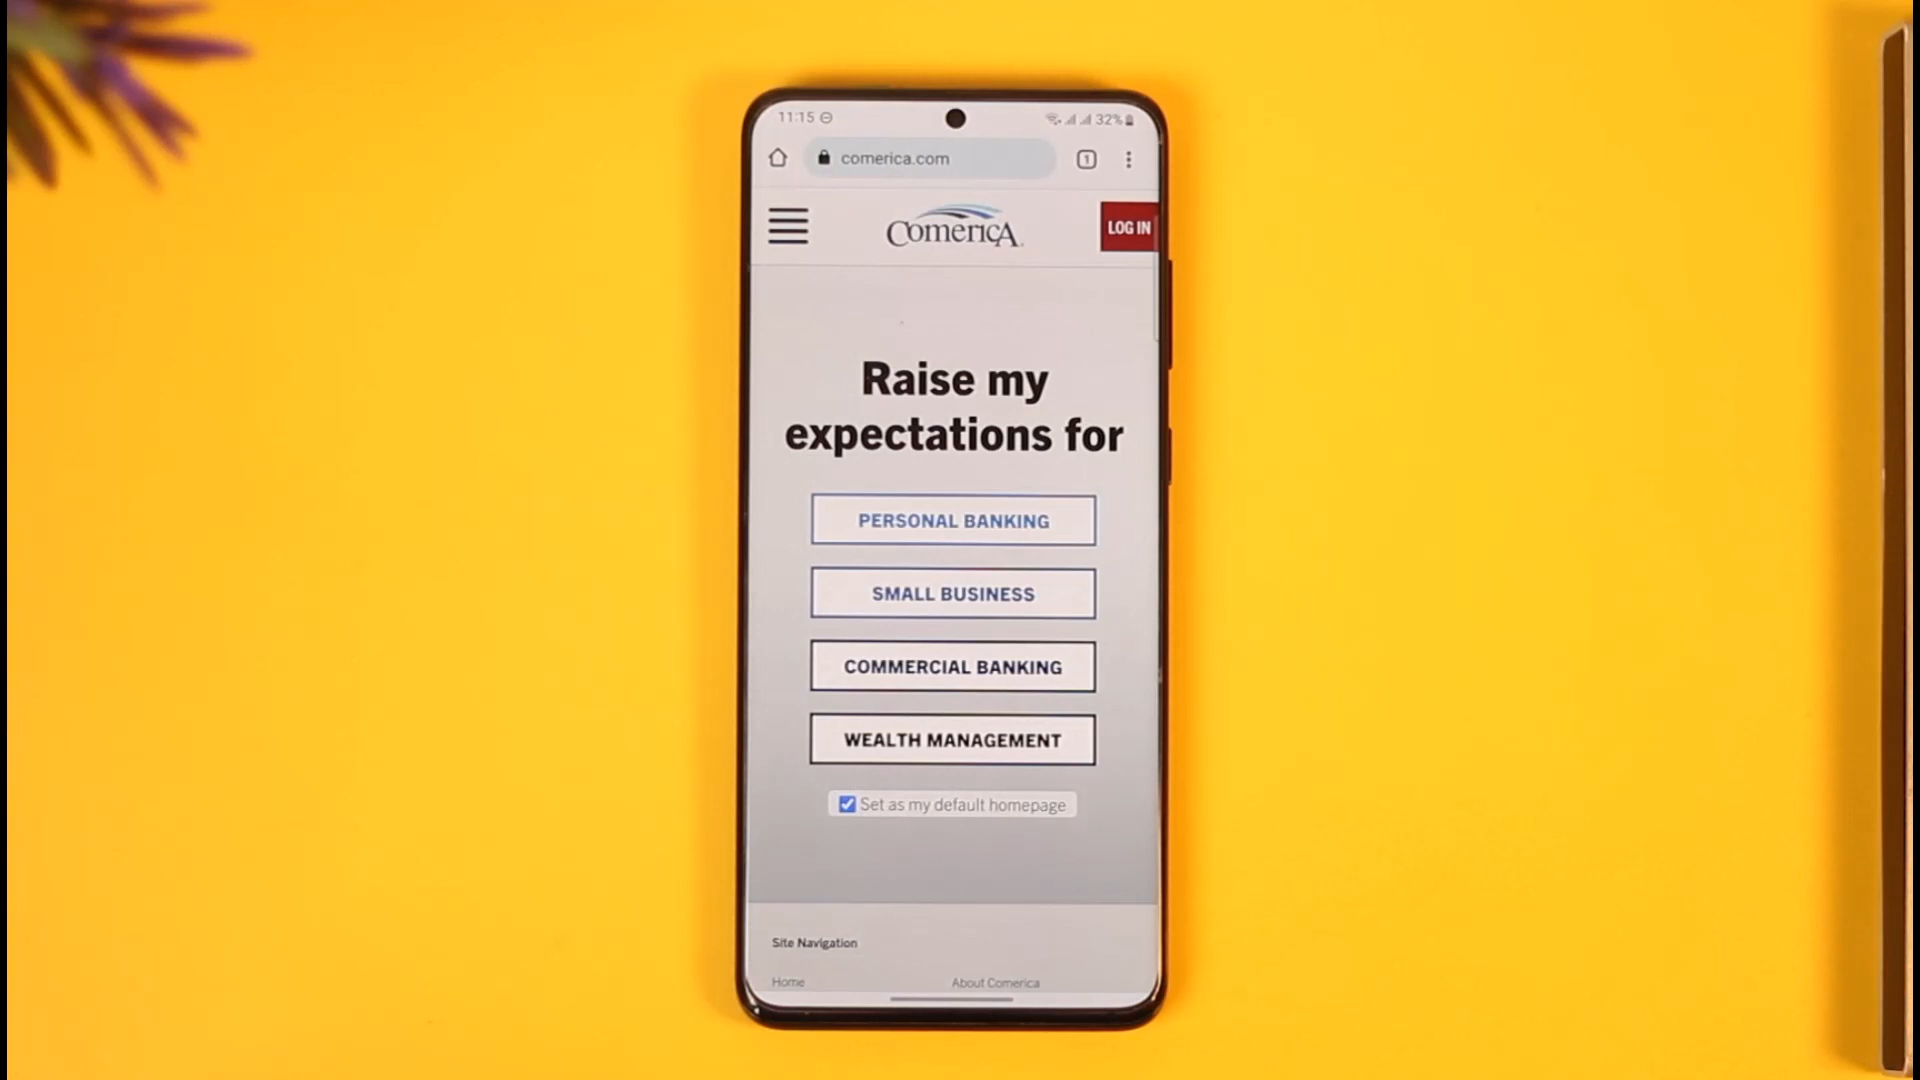 11:15 32%
comerica.com 1
ComericA LOG IN
Raise my
expectations for
PERSONAL BANKING
SMALL BUSINESS
COMMERCIAL BANKING
WEALTH MANAGEMENT
Set as my default homepage
Site Navigation
Home About Comerica